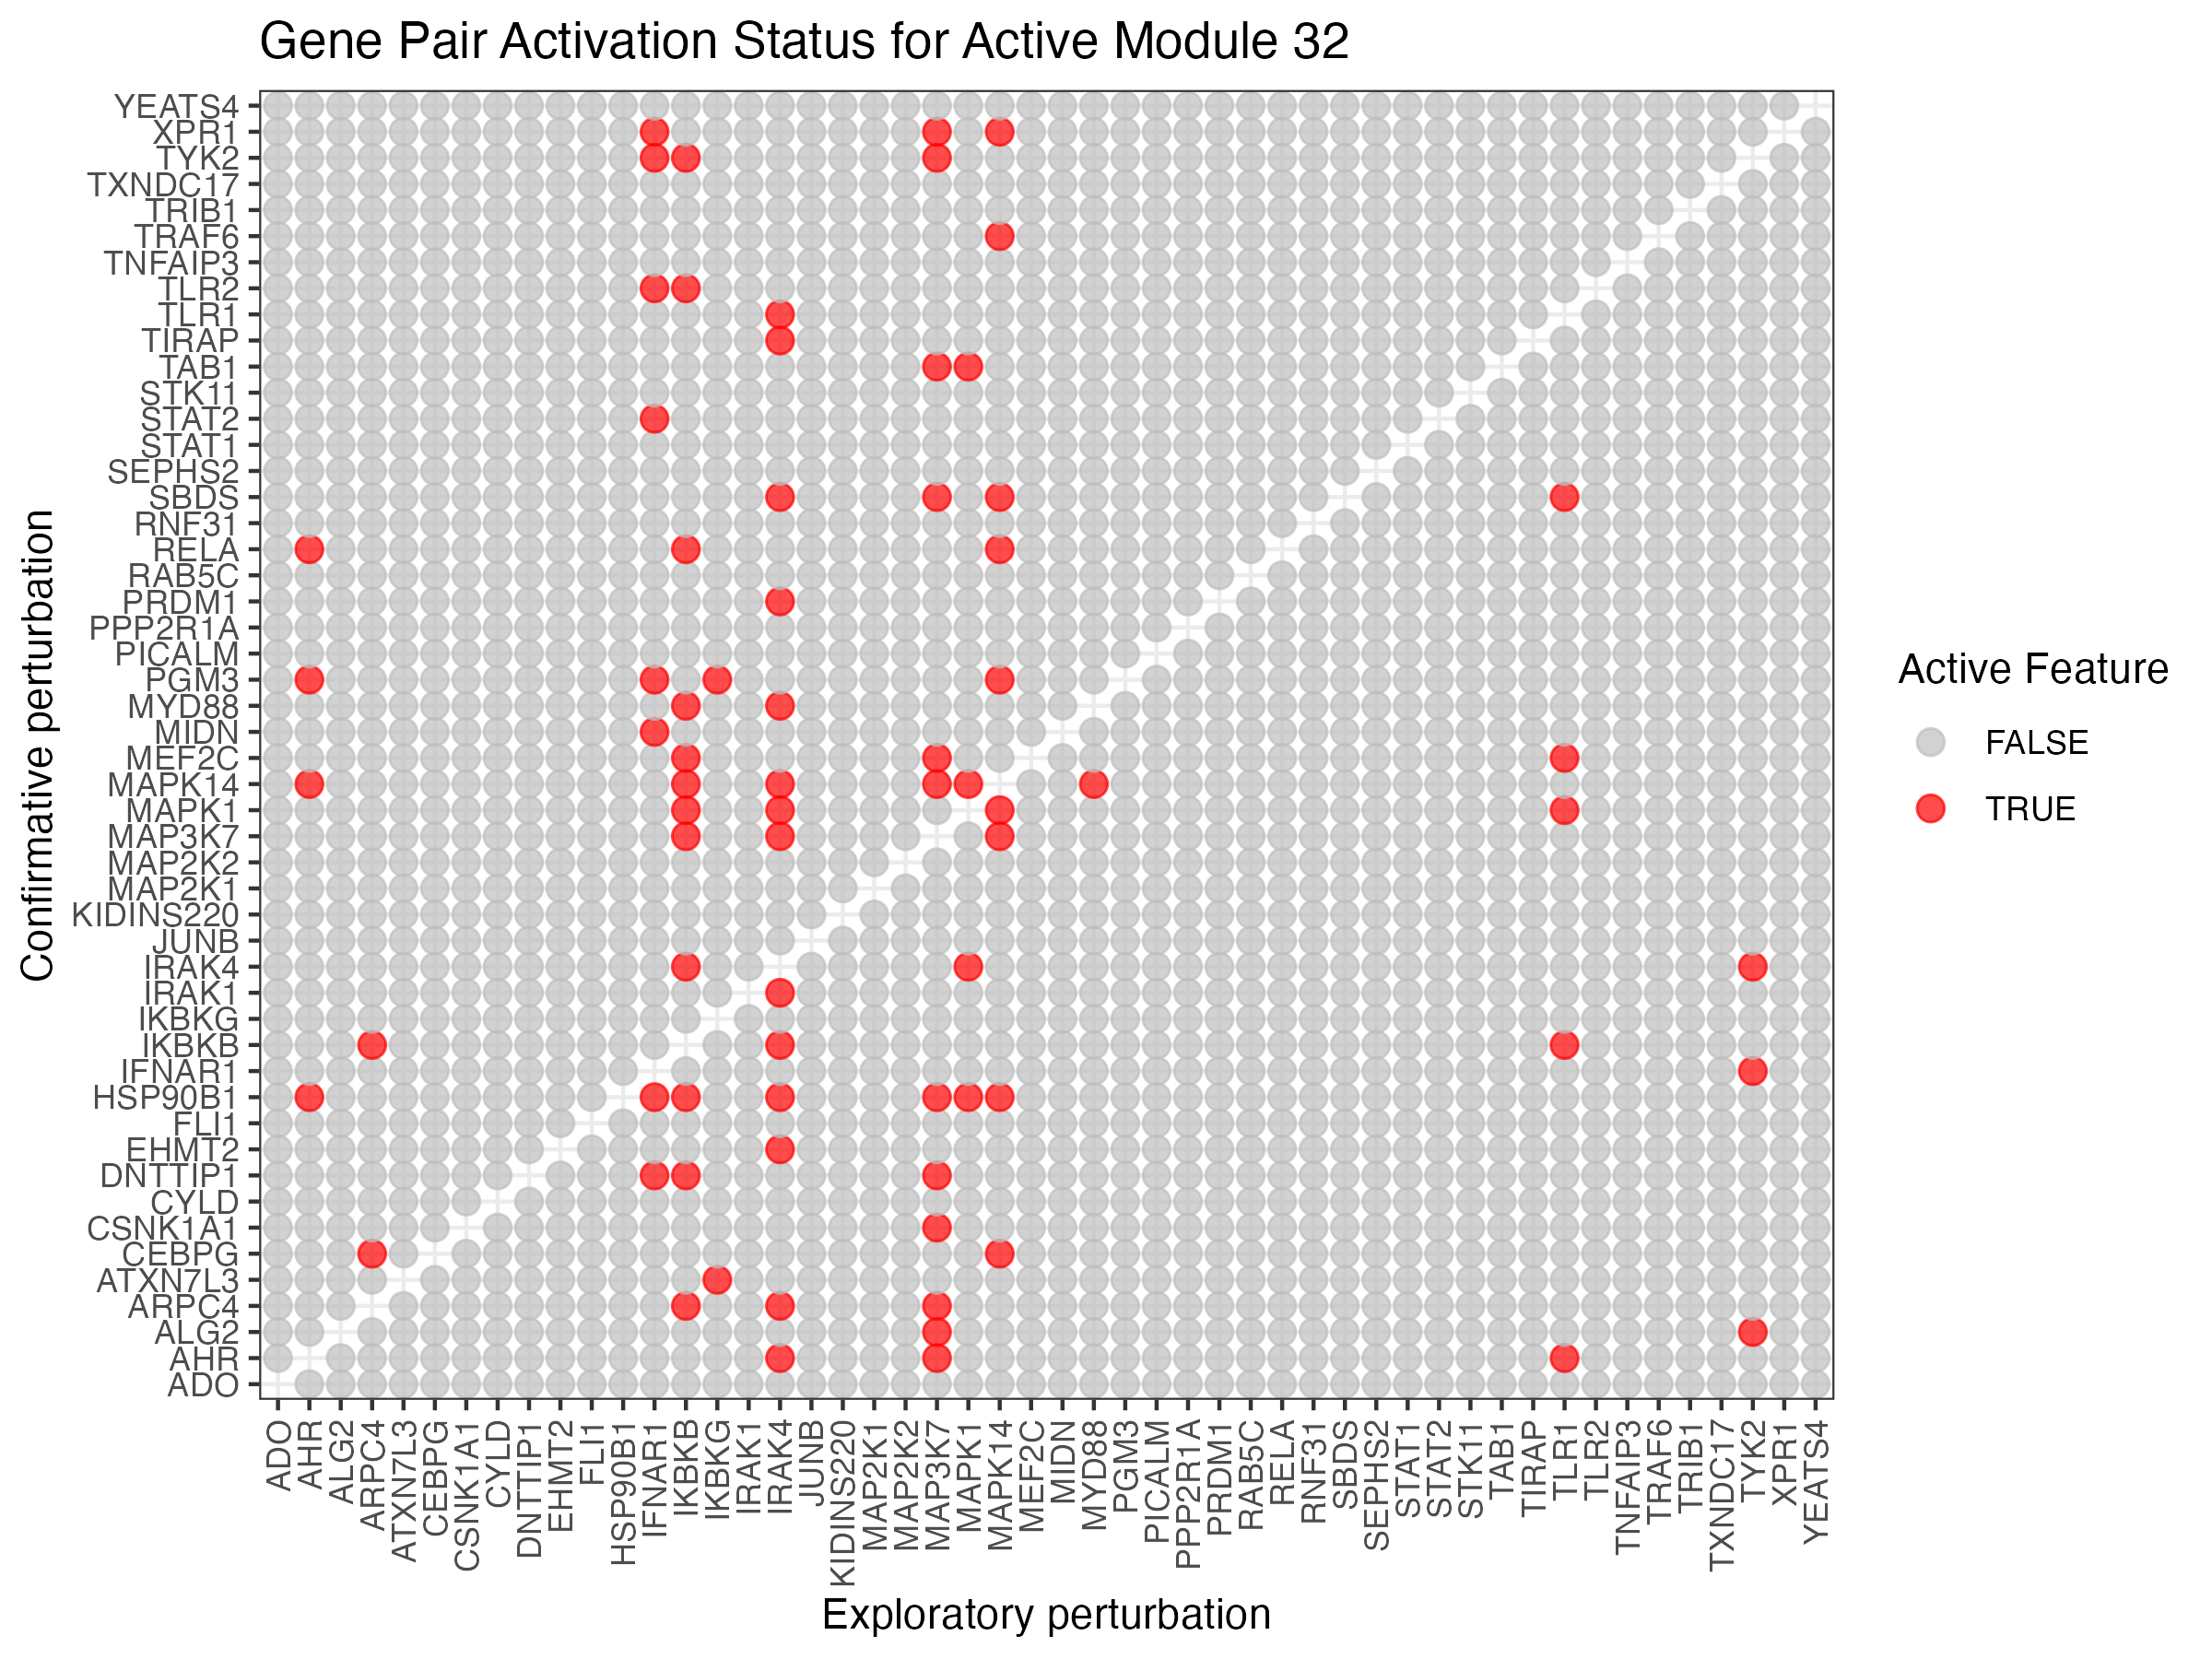 Gene Pair Activation Status for Active Module 32
YEATS4
XPR1
TYK2
TXNDC17
TRIB1
TRAF6
TNFAIP3
TLR2
TLR1
TIRAP
TAB1
STK11
STAT2
STAT1
SEPHS2
SBDS
RNF31
RELA
RAB5C
PRDM1
PPP2R1A
PICALM
PGM3
MYD88
MIDN
MEF2C
MAPK14
MAPK1
MAP3K7
MAP2K2
MAP2K1
KIDINS220
JUNB
IRAK4
IRAK1
IKBKG
IKBKB
IFNAR1
HSP90B1
FLI1
EHMT2
DNTTIP1
CYLD
CSNK1A1
CEBPG
ATXN7L3
ARPC4
ALG2
AHR
ADO
Confirmative perturbation
ADO
AHR
ALG2
ARPC4
ATXN7L3
CEBPG
CSNK1A1
CYLD
DNTTIP1
EHMT2
FLI1
HSP90B1
IFNAR1
IKBKB
IKBKG
IRAK1
IRAK4
JUNB
KIDINS220
MAP2K1
MAP2K2
MAP3K7
MAPK1
MAPK14
MEF2C
MIDN
MYD88
PGM3
PICALM
PPP2R1A
PRDM1
RAB5C
RELA
RNF31
SBDS
SEPHS2
STAT1
STAT2
STK11
TAB1
TIRAP
TLR1
TLR2
TNFAIP3
TRAF6
TRIB1
TXNDC17
TYK2
XPR1
YEATS4
Exploratory perturbation
Active Feature
FALSE
TRUE